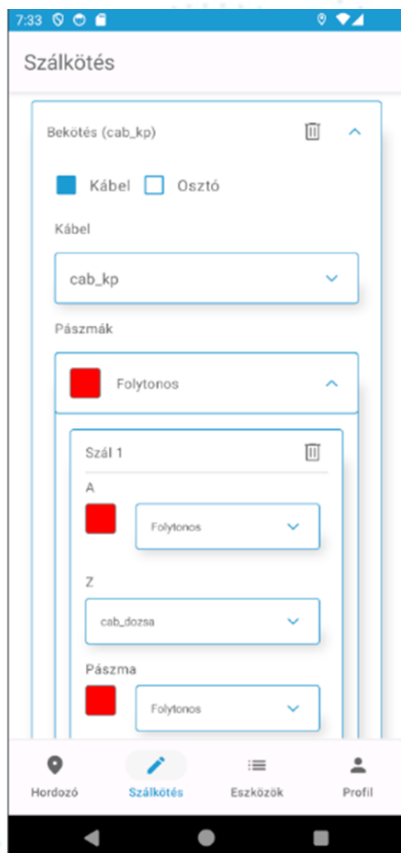 7:33
Szálkötés
Bekötés (cab_kp)
Kábel Osztó
Kábel
cab_kp
Pászmák
Folytonos
Szál 1
A
Folytonos
Z
cab_dozsa
Pászma
Folytonos
Hordozó Szálkötés Eszközök Profil